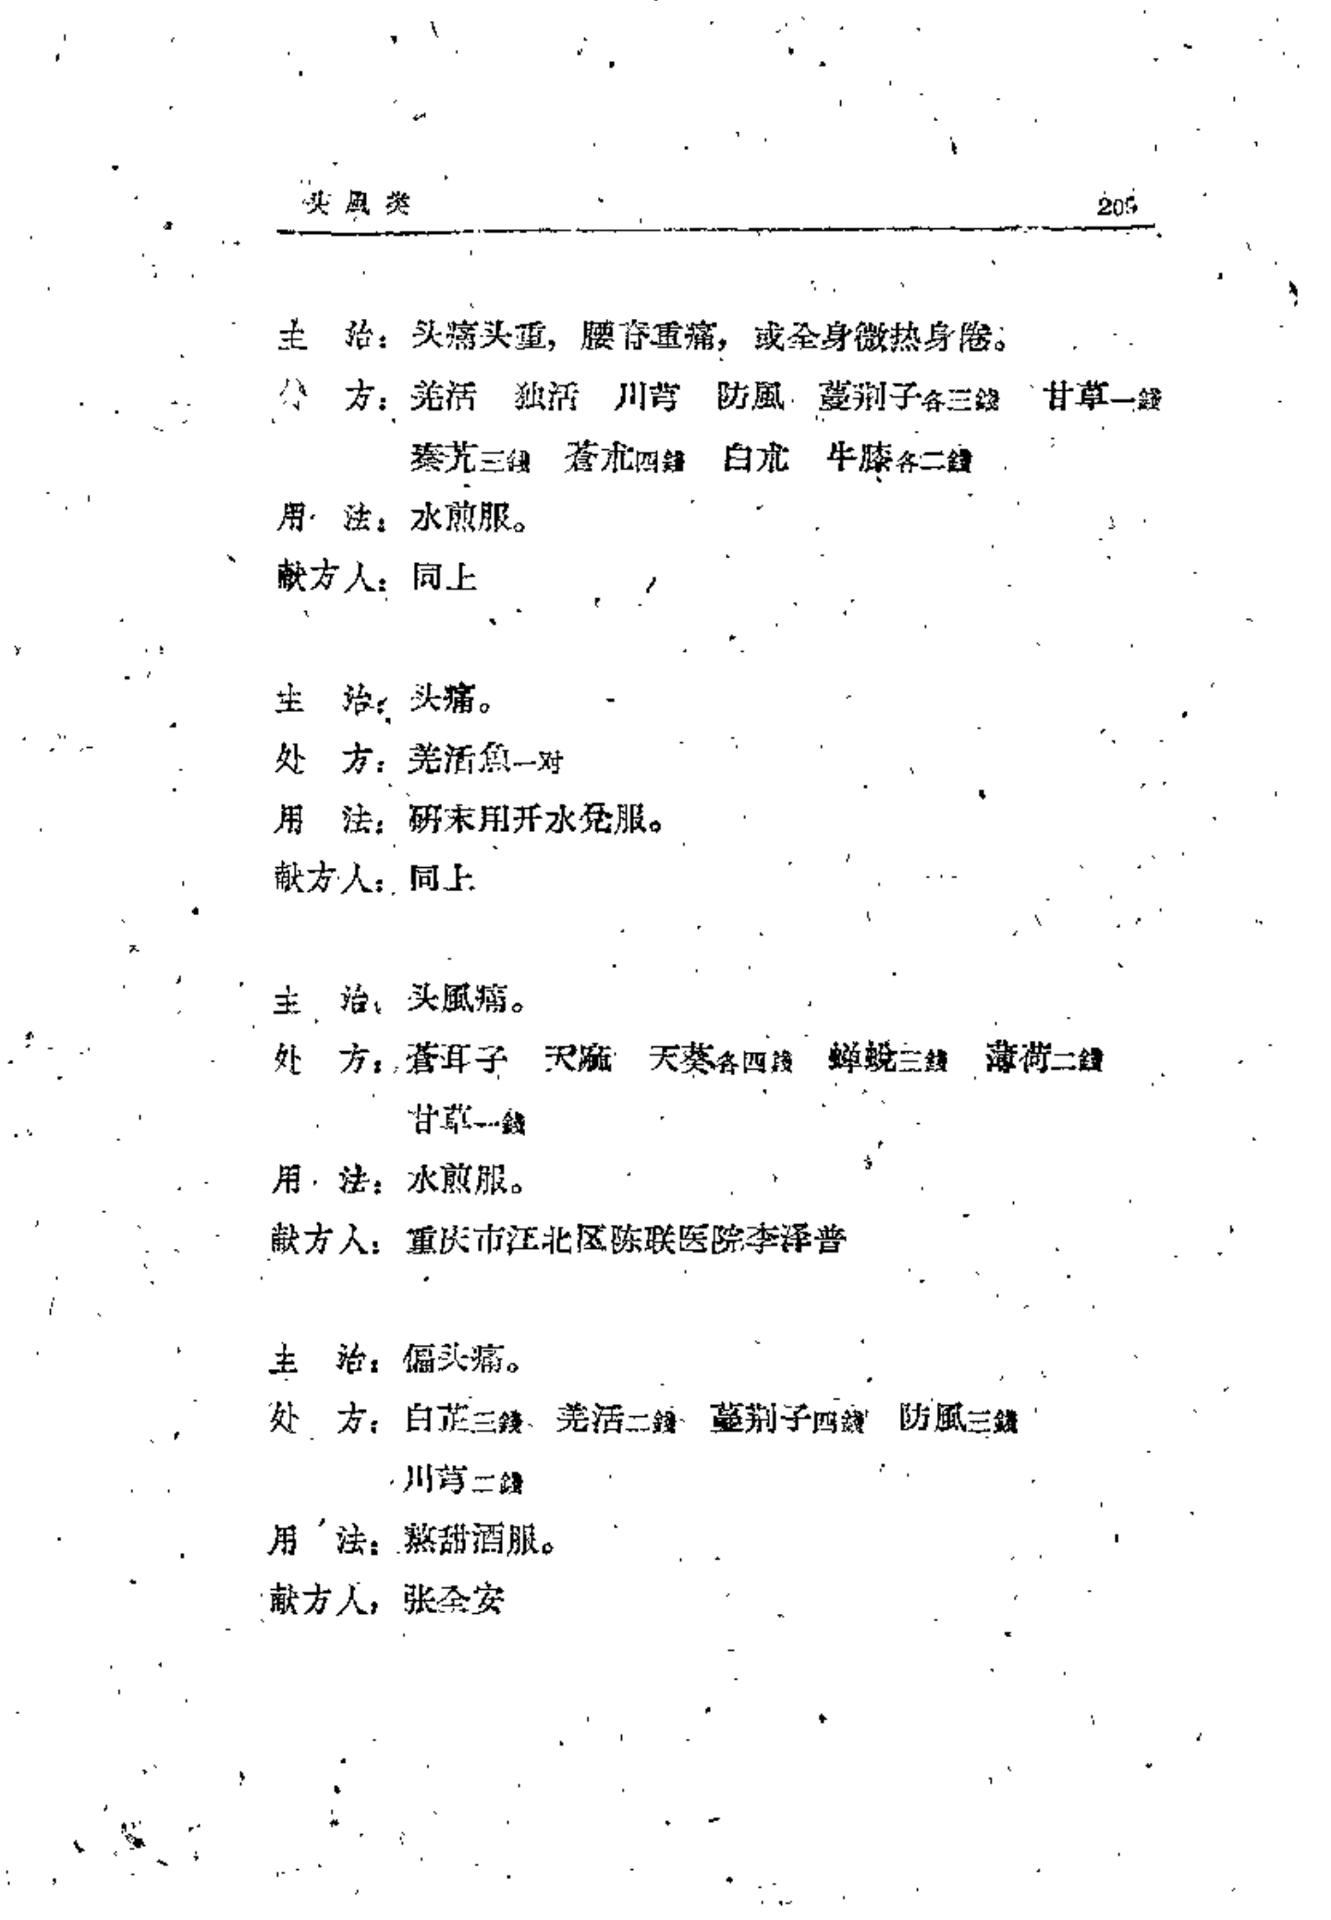 头風类 205
主　治：头痛头重，腰脊重痛，或全身微热身倦。
处　方：羌活　独活　川芎　防風　蔓荆子各三錢　甘草一錢
秦艽三錢　蒼朮四錢　白朮　牛膝各二錢
用　法：水煎服。
献方人：同上
主　治：头痛。
处　方：羌活魚一对
用　法：研末用开水兑服。
献方人：同上
主　治：头風痛。
处　方：蒼耳子　天麻　天葵各四錢　蝉蛻三錢　薄荷二錢
甘草一錢
用　法：水煎服。
献方人：重庆市江北区陈联医院李泽普
主　治：偏头痛。
处　方：白芷三錢　羌活二錢　蔓荆子四錢　防風三錢
川芎二錢
用　法：熬甜酒服。
献方人：张全安